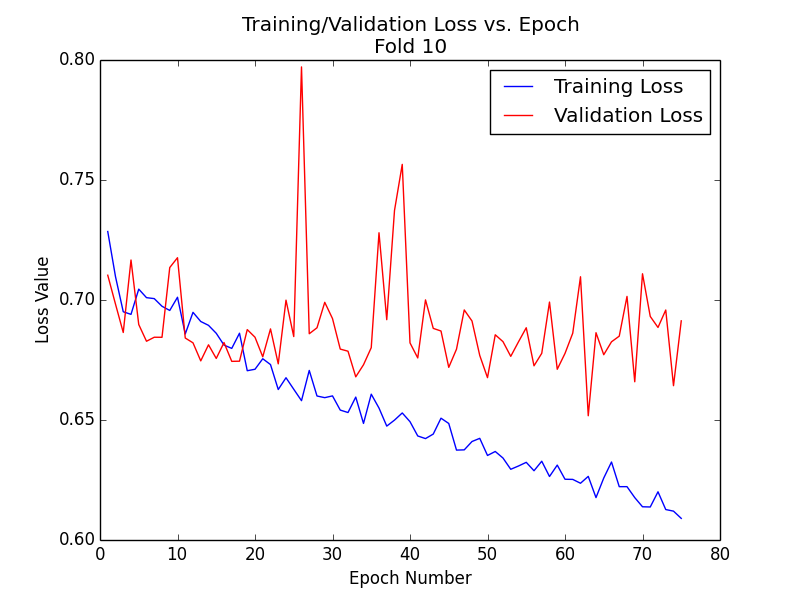 Training/Validation Loss vs. Epoch
Fold 10
Training Loss
Validation Loss
Loss Value
0.80
0.75
0.70
0.65
0.60
0 10 20 30 40 50 60 70 80
Epoch Number